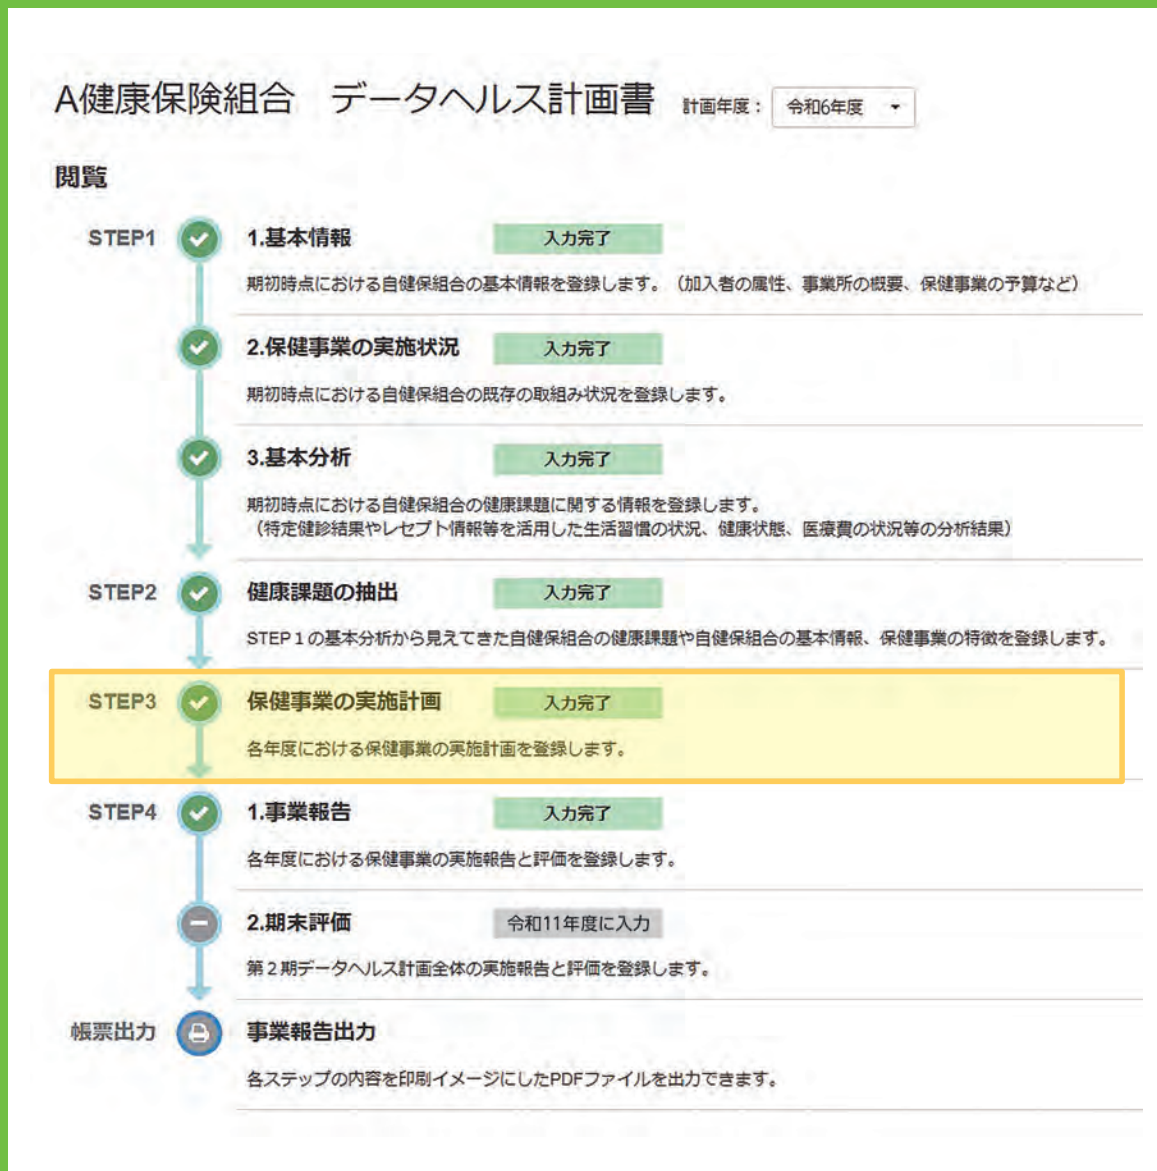 A健康保険組合　データヘルス計画書 計画年度： 令和6年度
閲覧
STEP1 1.基本情報 入力完了
期初時点における自健保組合の基本情報を登録します。（加入者の属性、事業所の概要、保健事業の予算など）
2.保健事業の実施状況 入力完了
期初時点における自健保組合の既存の取組み状況を登録します。
3.基本分析 入力完了
期初時点における自健保組合の健康課題に関する情報を登録します。
（特定健診結果やレセプト情報等を活用した生活習慣の状況、健康状態、医療費の状況等の分析結果）
STEP2 健康課題の抽出 入力完了
STEP１の基本分析から見えてきた自健保組合の健康課題や自健保組合の基本情報、保健事業の特徴を登録します。
STEP3 保健事業の実施計画 入力完了
各年度における保健事業の実施計画を登録します。
STEP4 1.事業報告 入力完了
各年度における保健事業の実施報告と評価を登録します。
2.期末評価 令和11年度に入力
第２期データヘルス計画全体の実施報告と評価を登録します。
帳票出力 事業報告出力
各ステップの内容を印刷イメージにしたPDFファイルを出力できます。